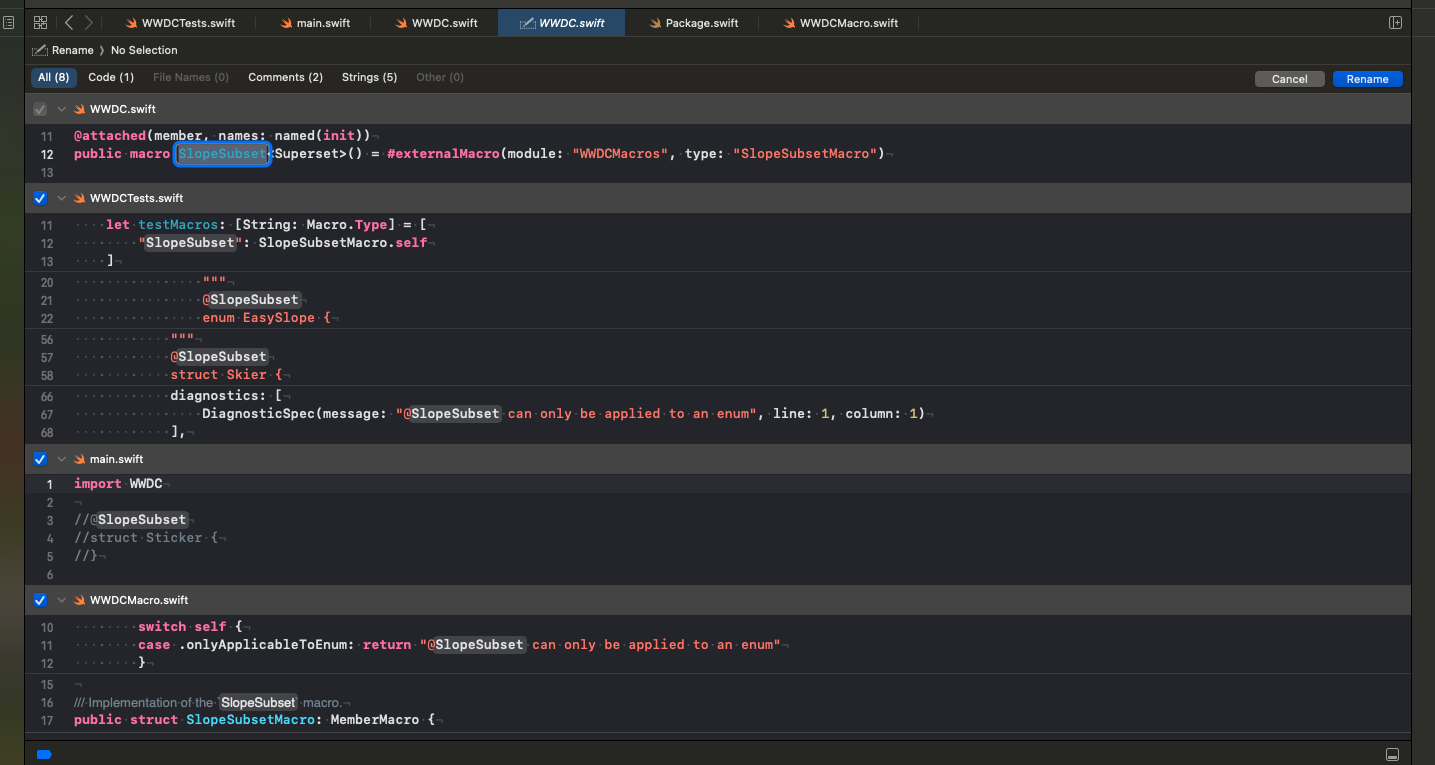 WWDCTests.swift main.swift WWDC.swift WWDC.swift Package.swift WWDCMacro.swift
Rename 〉 No Selection
All (8) Code (1) File Names (0) Comments (2) Strings (5) Other (0) Cancel Rename
WWDC.swift
11 @attached(member, names: named(init))
12 public macro SlopeSubset<Superset>() = #externalMacro(module: "WWDCMacros", type: "SlopeSubsetMacro")
13
WWDCTests.swift
11 let testMacros: [String: Macro.Type] = [
12 "SlopeSubset": SlopeSubsetMacro.self
13 ]
20 """
21 @SlopeSubset
22 enum EasySlope {
56 """
57 @SlopeSubset
58 struct Skier {
66 diagnostics: [
67 DiagnosticSpec(message: "@SlopeSubset can only be applied to an enum", line: 1, column: 1)
68 ],
main.swift
1 import WWDC
2
3 //@SlopeSubset
4 //struct Sticker {
5 //}
6
WWDCMacro.swift
10 switch self {
11 case .onlyApplicableToEnum: return "@SlopeSubset can only be applied to an enum"
12 }
15
16 /// Implementation of the `SlopeSubset` macro.
17 public struct SlopeSubsetMacro: MemberMacro {